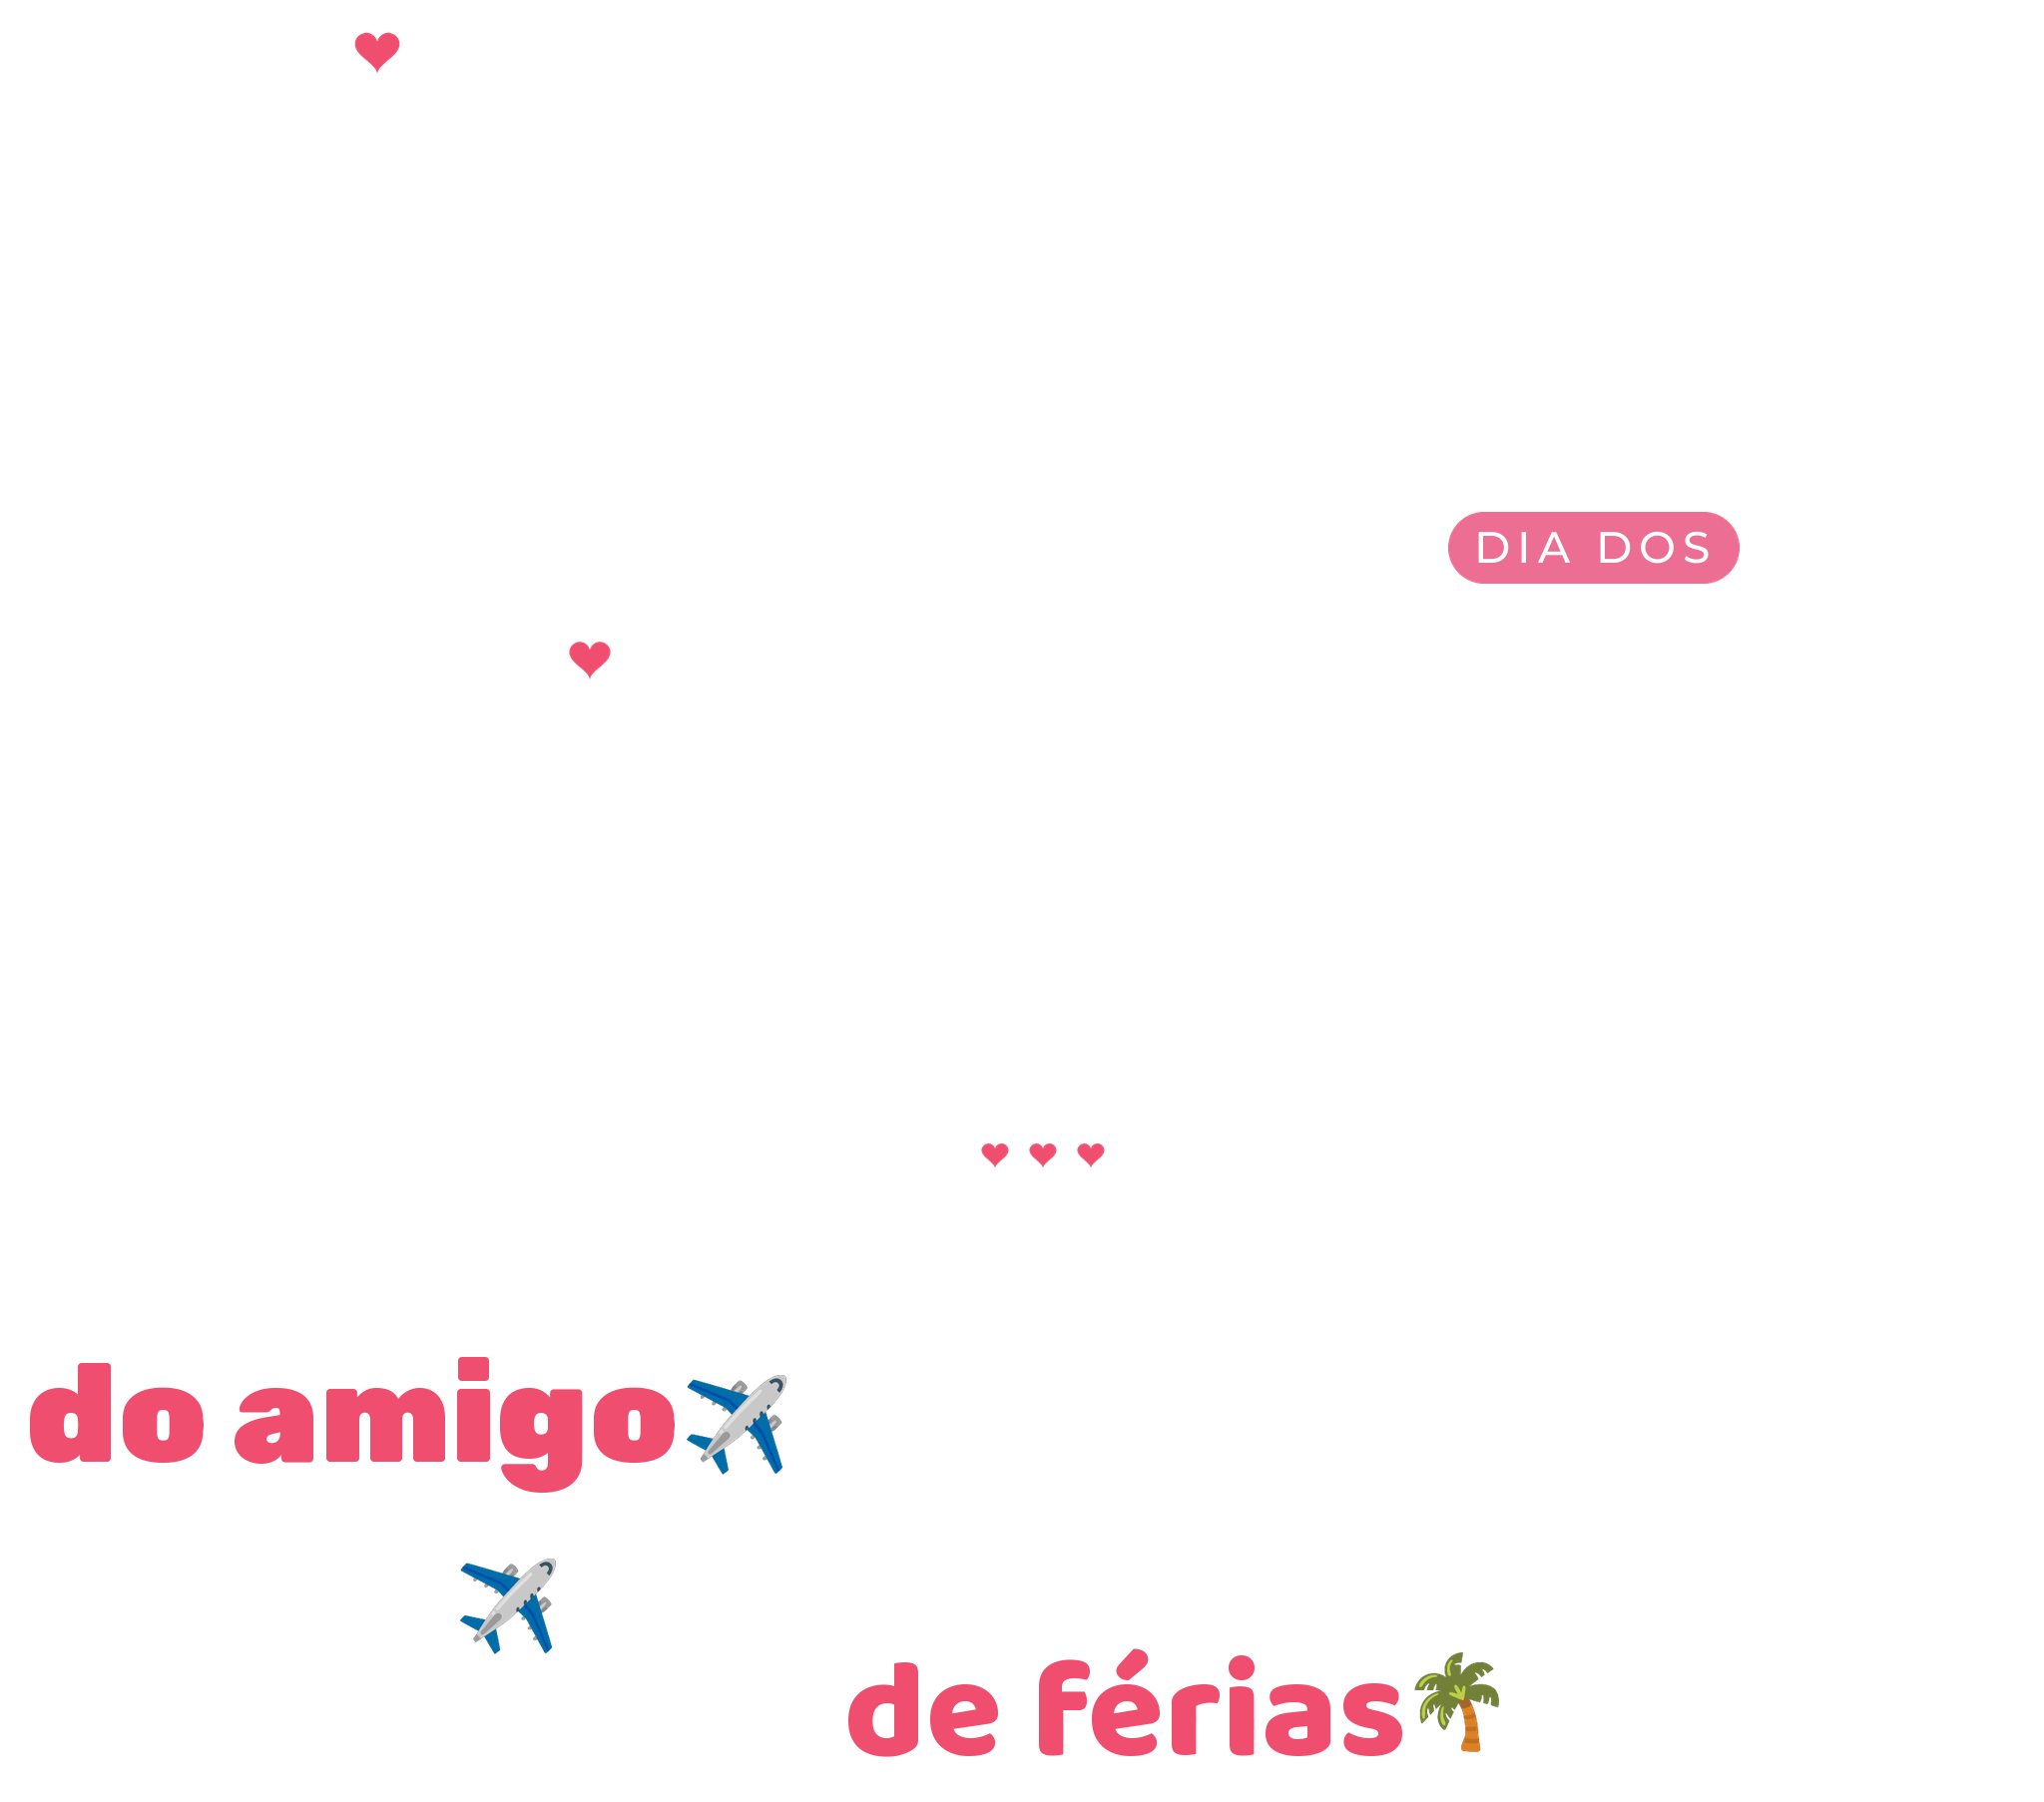 DIA DOS
do amigo✈️
✈️
de férias🌴